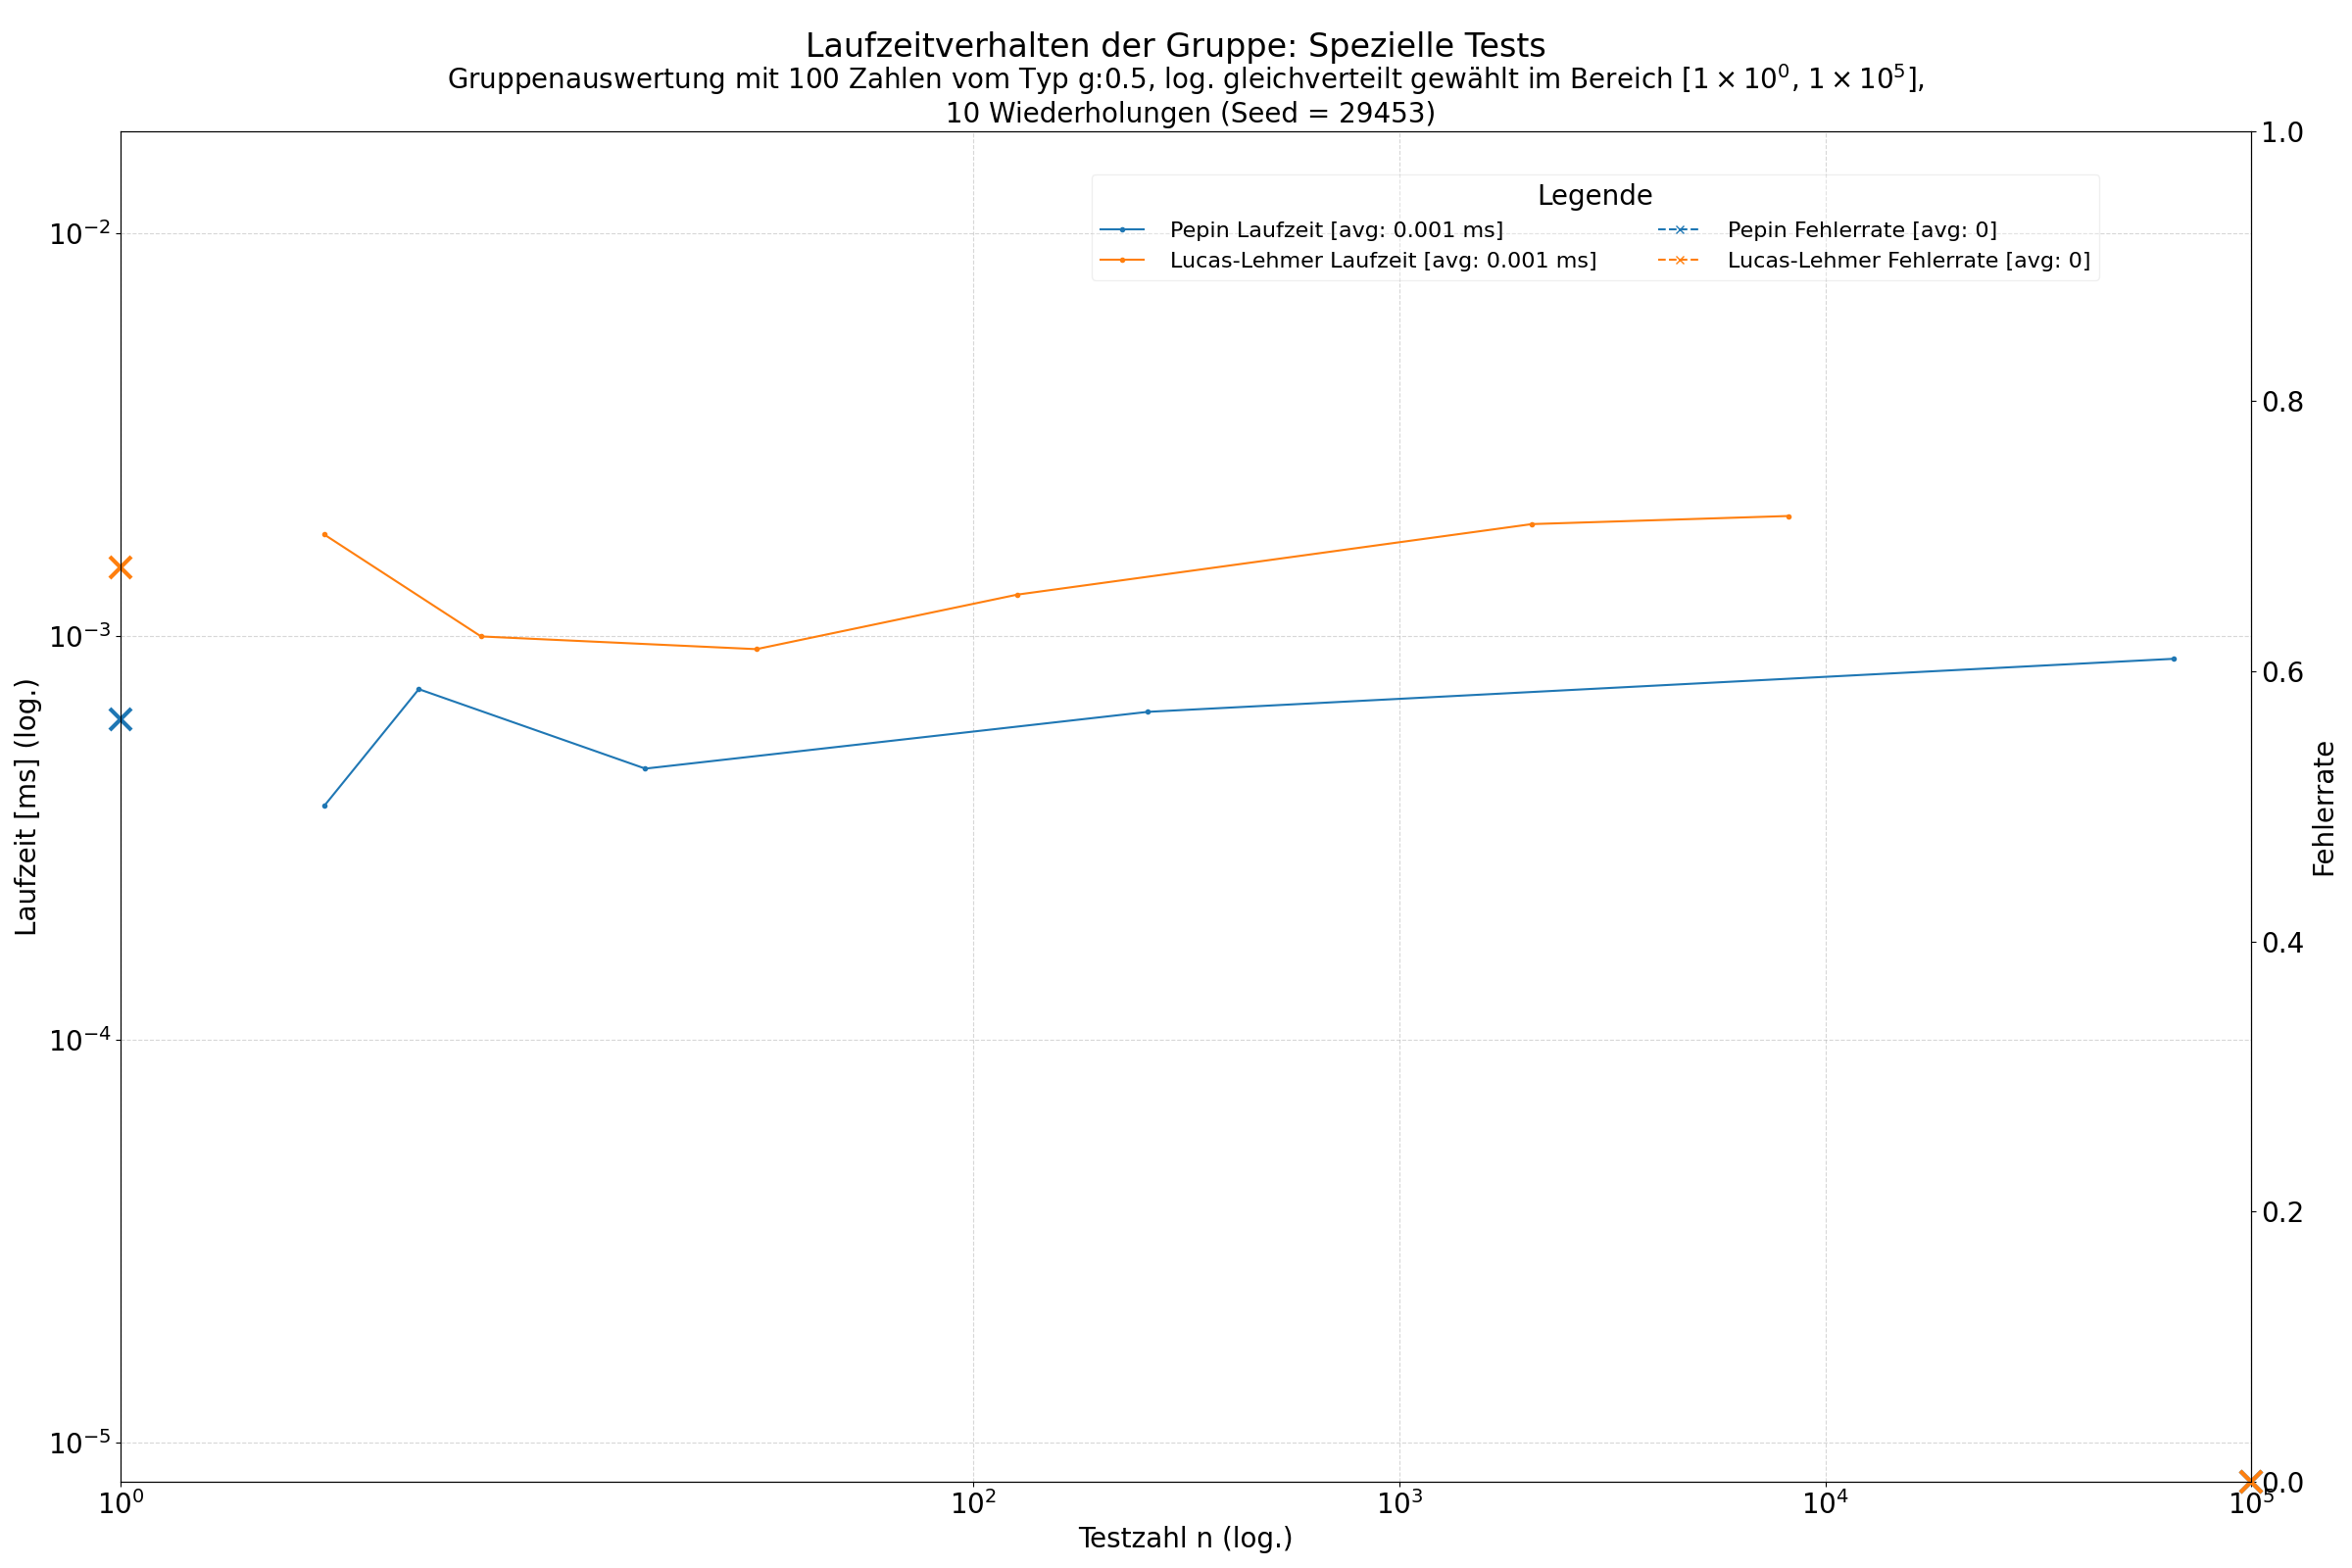 Laufzeitverhalten der Gruppe: Spezielle Tests
Gruppenauswertung mit 100 Zahlen vom Typ g:0.5, log. gleichverteilt gewählt im Bereich [1 × 10⁰, 1 × 10⁵],
10 Wiederholungen (Seed = 29453)
Legende
Pepin Laufzeit [avg: 0.001 ms]
Lucas-Lehmer Laufzeit [avg: 0.001 ms]
Pepin Fehlerrate [avg: 0]
Lucas-Lehmer Fehlerrate [avg: 0]
Laufzeit [ms] (log.)
10⁻²
10⁻³
10⁻⁴
10⁻⁵
1.0
0.8
0.6
0.4
0.2
0.0
Fehlerrate
10⁰
10²
10³
10⁴
10⁵
Testzahl n (log.)